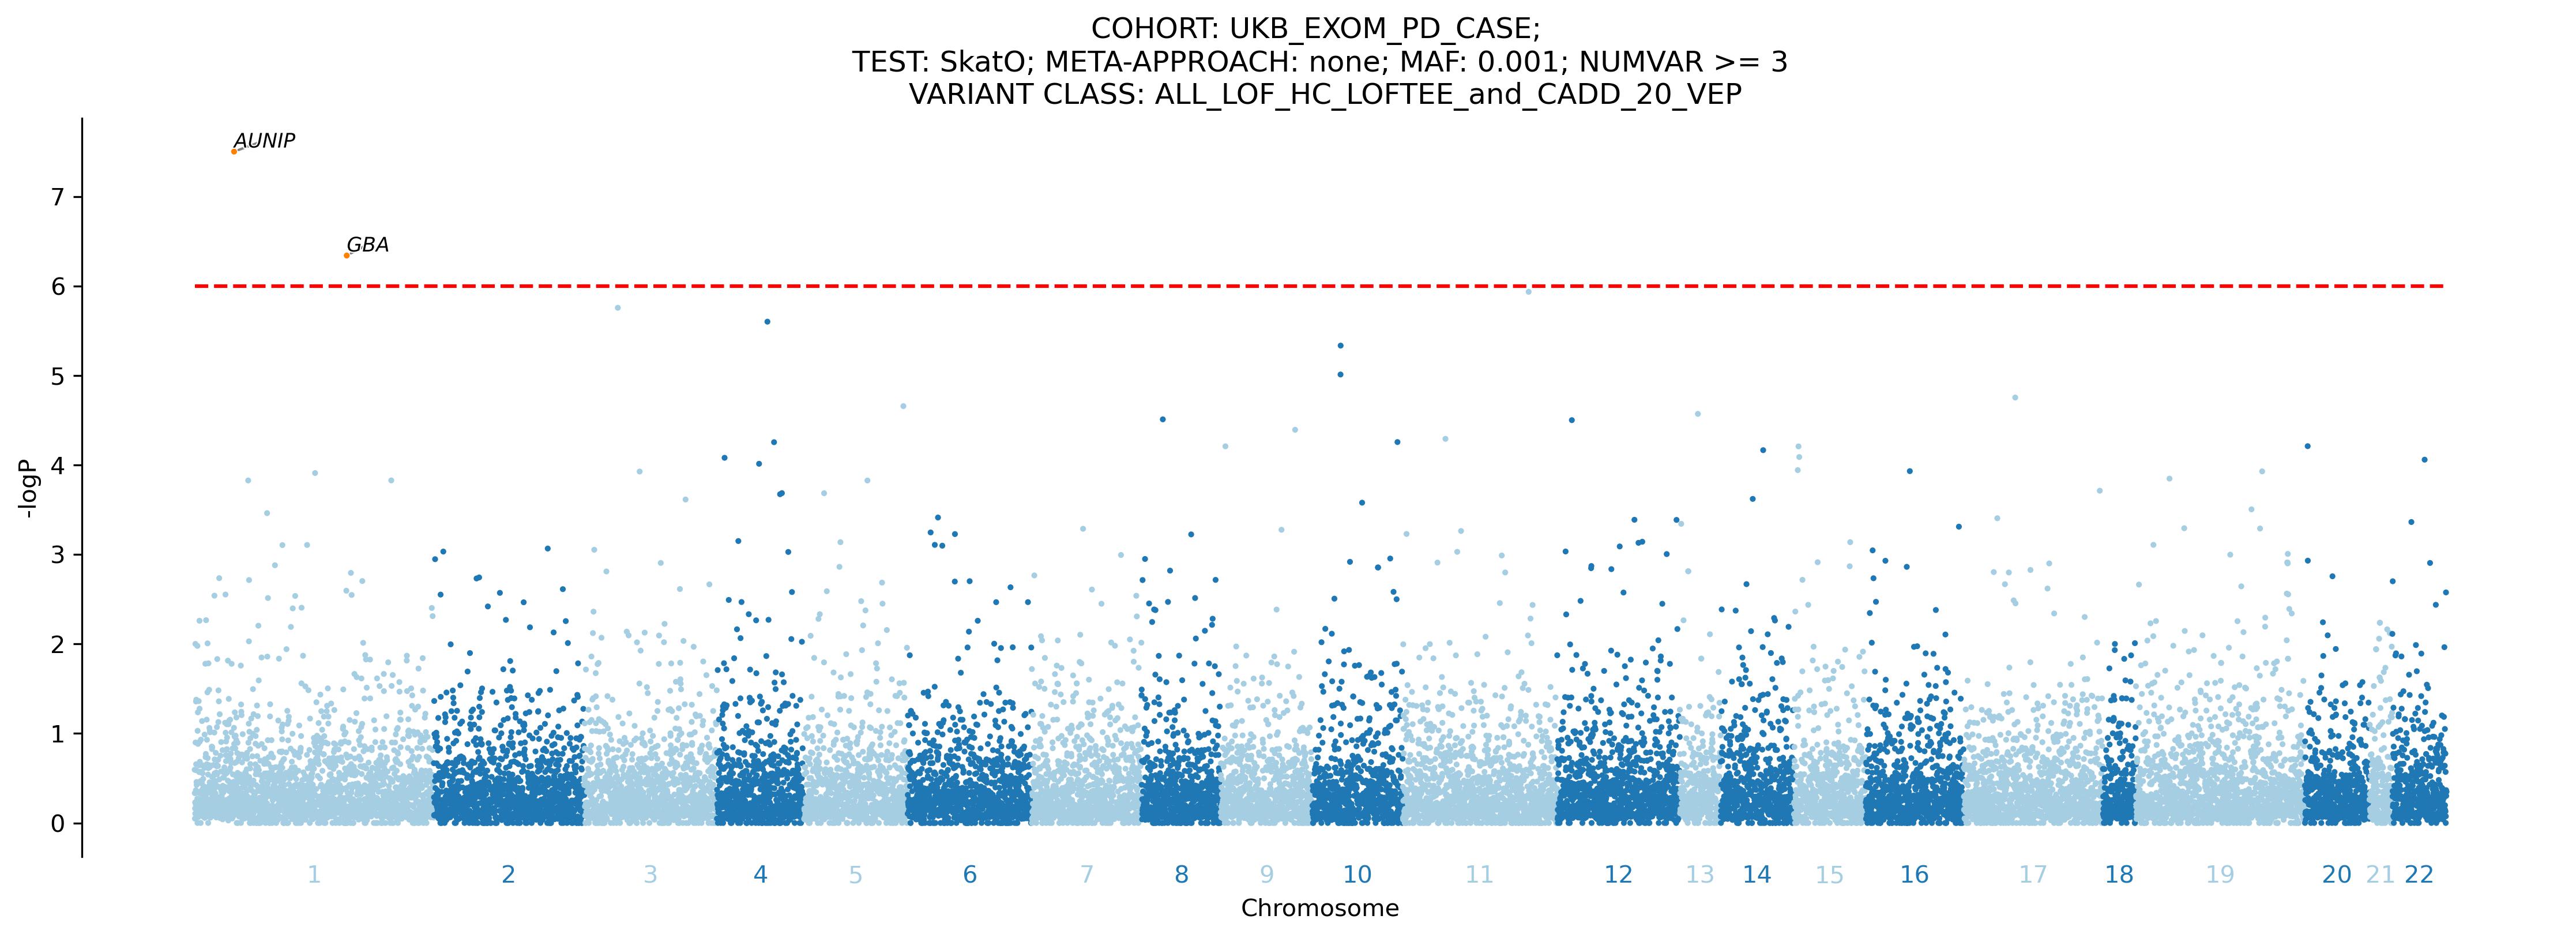 COHORT: UKB_EXOM_PD_CASE;
TEST: SkatO; META-APPROACH: none; MAF: 0.001; NUMVAR >= 3
VARIANT CLASS: ALL_LOF_HC_LOFTEE_and_CADD_20_VEP
AUNIP
7
GBA
6
5
4
-logP
3
2
1
0
1 2 3 4 5 6 7 8 9 10 11 12 13 14 15 16 17 18 19 20 21 22
Chromosome